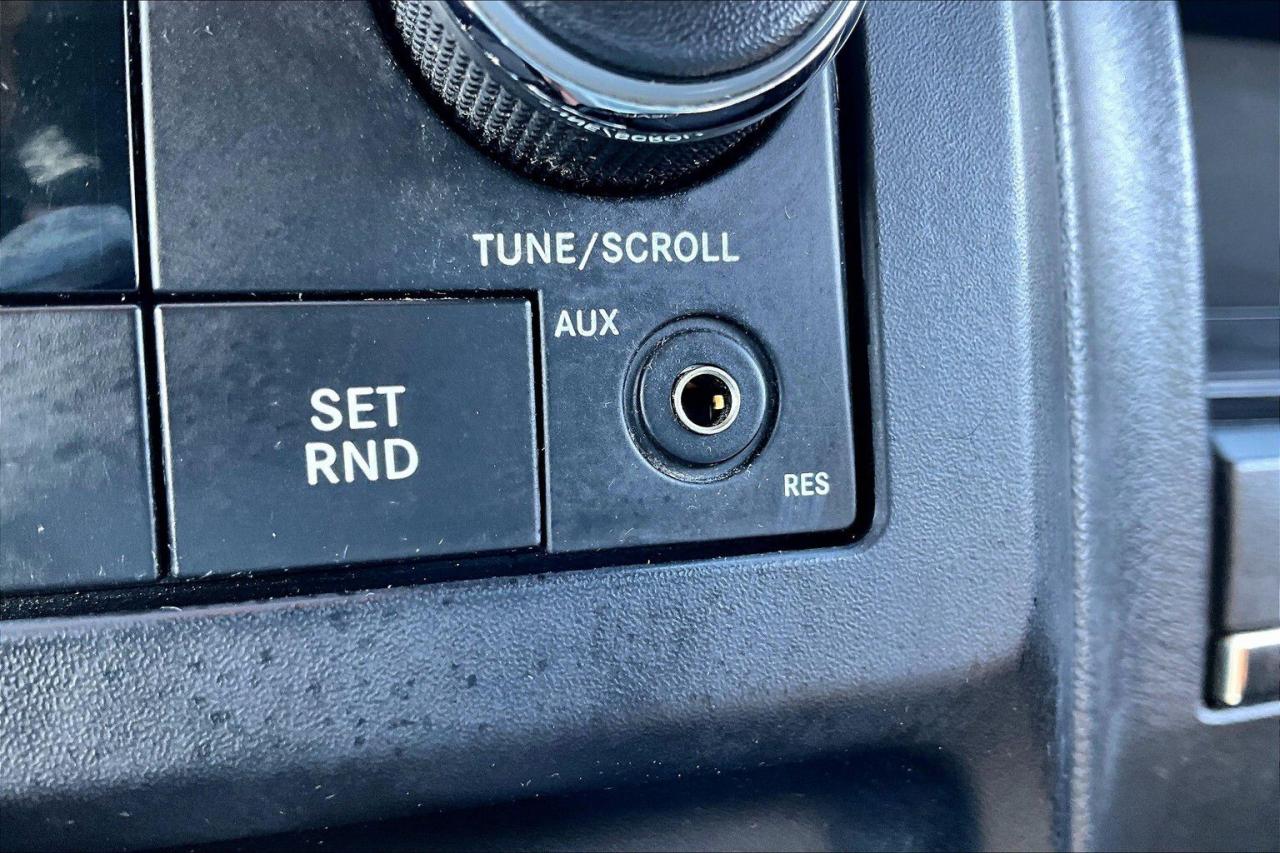 TUNE/SCROLL
AUX
SET
RND
RES